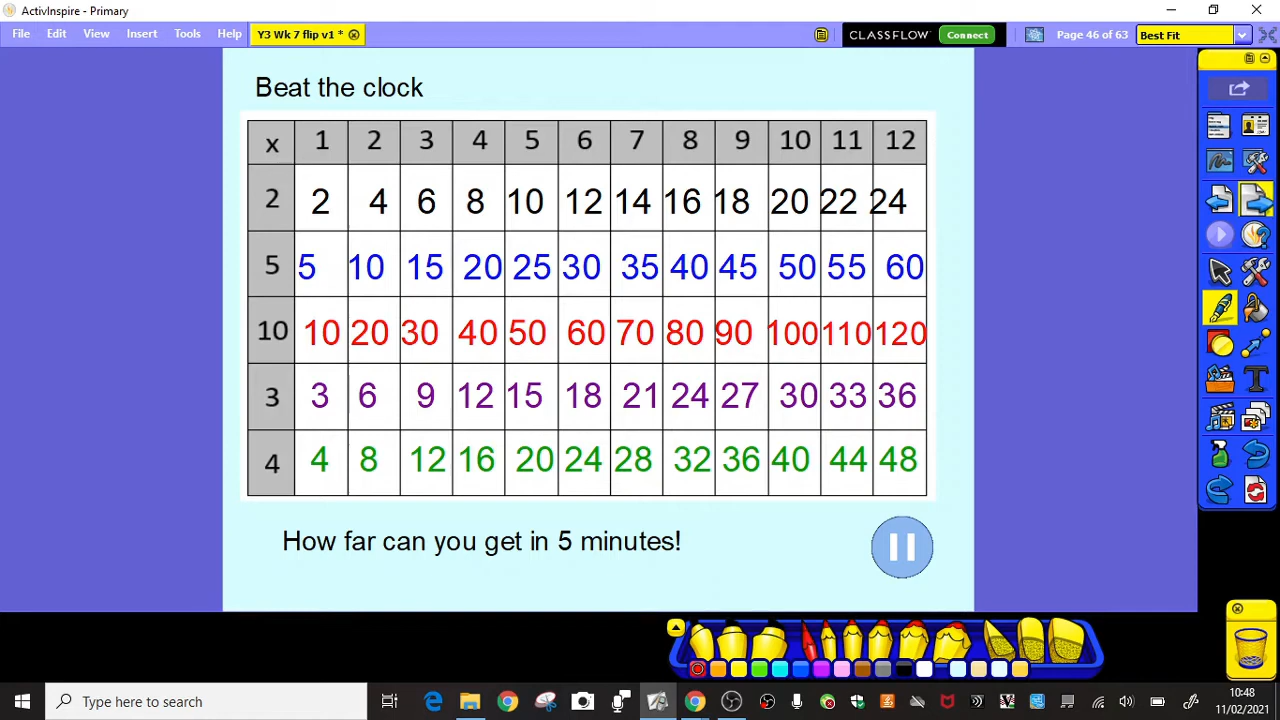 ActivInspire - Primary
File Edit View Insert Tools Help Y3 Wk 7 flip v1 * CLASSFLOW Connect Page 46 of 63 Best Fit
Beat the clock
x 1 2 3 4 5 6 7 8 9 10 11 12
2 2 4 6 8 10 12 14 16 18 20 22 24
5 5 10 15 20 25 30 35 40 45 50 55 60
10 10 20 30 40 50 60 70 80 90 100 110 120
3 3 6 9 12 15 18 21 24 27 30 33 36
4 4 8 12 16 20 24 28 32 36 40 44 48
How far can you get in 5 minutes!
Type here to search
10:48
11/02/2021